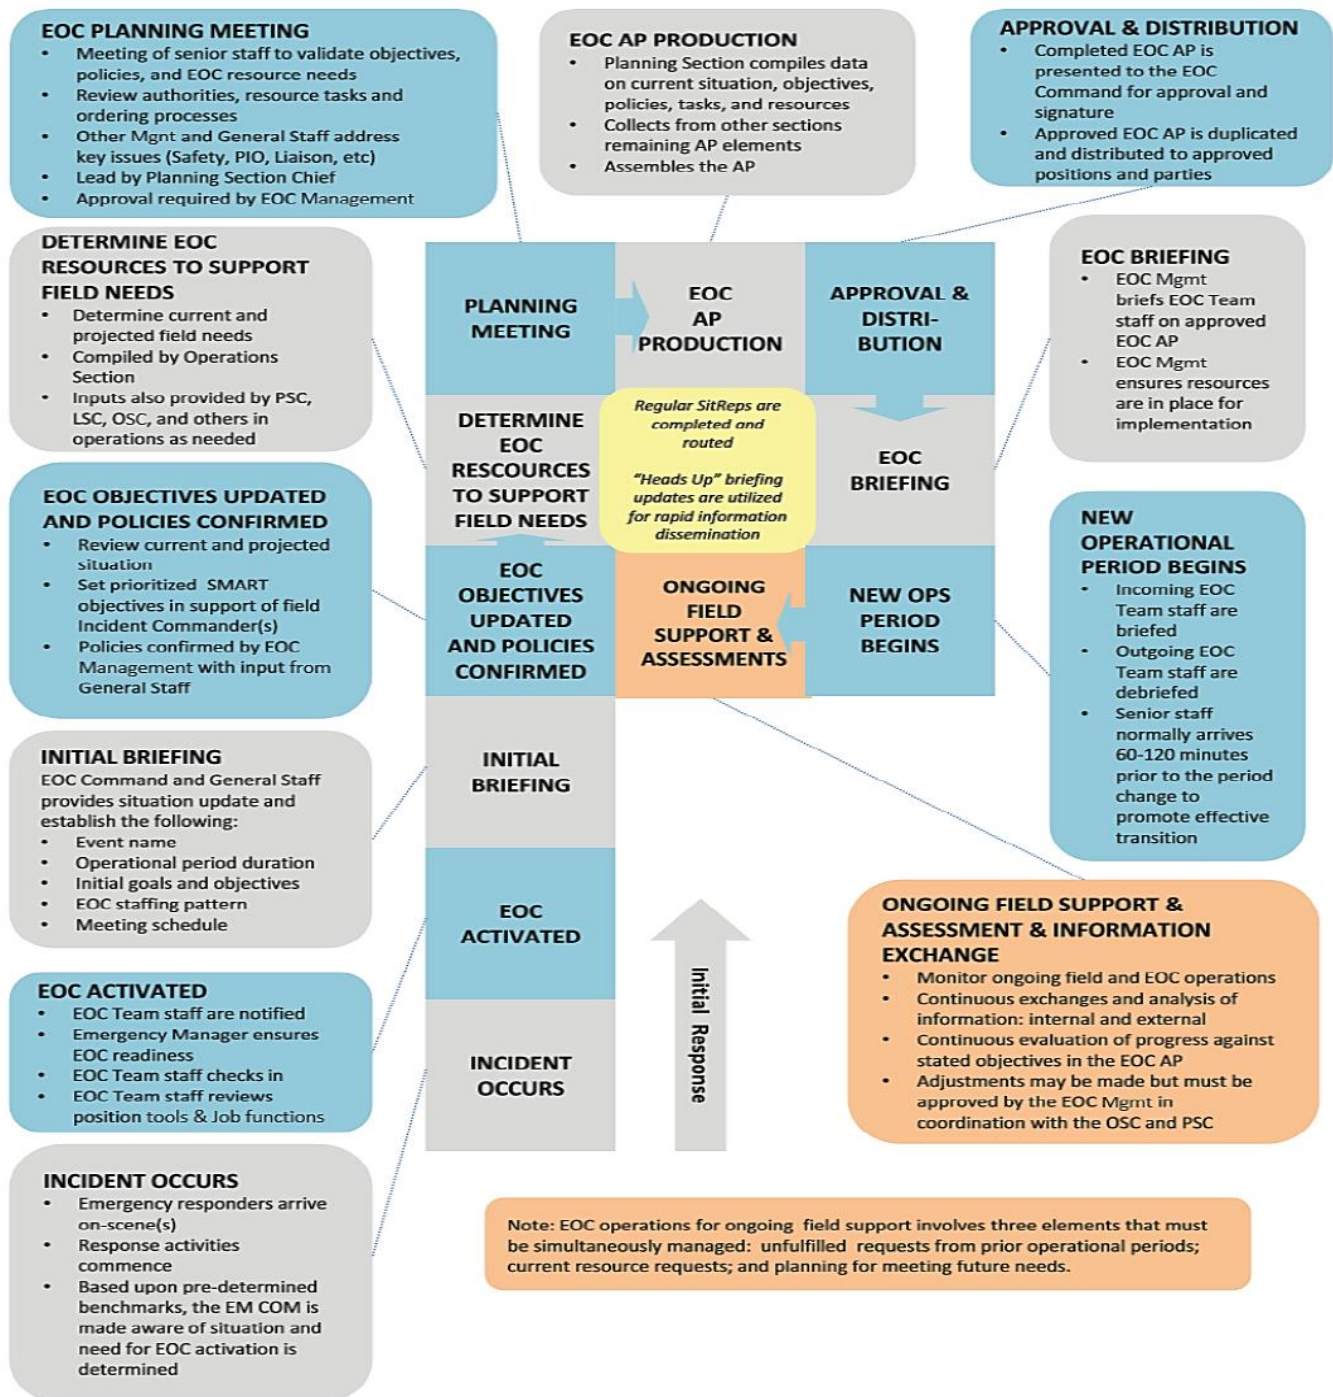 EOC PLANNING MEETING
• Meeting of senior staff to validate objectives,
policies, and EOC resource needs
• Review authorities, resource tasks and
ordering processes
• Other Mgnt and General Staff address
key issues (Safety, PIO, Liaison, etc)
• Lead by Planning Section Chief
• Approval required by EOC Management
EOC AP PRODUCTION
• Planning Section compiles data
on current situation, objectives,
policies, tasks, and resources
• Collects from other sections
remaining AP elements
• Assembles the AP
APPROVAL & DISTRIBUTION
• Completed EOC AP is
presented to the EOC
Command for approval and
signature
• Approved EOC AP is duplicated
and distributed to approved
positions and parties
DETERMINE EOC
RESOURCES TO SUPPORT
FIELD NEEDS
• Determine current and
projected field needs
• Compiled by Operations
Section
• Inputs also provided by PSC,
LSC, OSC, and others in
operations as needed
PLANNING
MEETING
EOC
AP
PRODUCTION
APPROVAL &
DISTRI-
BUTION
EOC BRIEFING
• EOC Mgmt
briefs EOC Team
staff on approved
EOC AP
• EOC Mgmt
ensures resources
are in place for
implementation
DETERMINE
EOC
RESCOURCES
TO SUPPORT
FIELD NEEDS
Regular SitReps are
completed and
routed
“Heads Up” briefing
updates are utilized
for rapid information
dissemination
EOC
BRIEFING
EOC OBJECTIVES UPDATED
AND POLICIES CONFIRMED
• Review current and projected
situation
• Set prioritized SMART
objectives in support of field
Incident Commander(s)
• Policies confirmed by EOC
Management with input from
General Staff
EOC
OBJECTIVES
UPDATED
AND POLICIES
CONFIRMED
ONGOING
FIELD
SUPPORT &
ASSESSMENTS
NEW OPS
PERIOD
BEGINS
NEW
OPERATIONAL
PERIOD BEGINS
• Incoming EOC
Team staff are
briefed
• Outgoing EOC
Team staff are
debriefed
• Senior staff
normally arrives
60-120 minutes
prior to the period
change to
promote effective
transition
INITIAL BRIEFING
EOC Command and General Staff
provides situation update and
establish the following:
• Event name
• Operational period duration
• Initial goals and objectives
• EOC staffing pattern
• Meeting schedule
INITIAL
BRIEFING
EOC
ACTIVATED
Initial Response
ONGOING FIELD SUPPORT &
ASSESSMENT & INFORMATION
EXCHANGE
• Monitor ongoing field and EOC operations
• Continuous exchanges and analysis of
information: internal and external
• Continuous evaluation of progress against
stated objectives in the EOC AP
• Adjustments may be made but must be
approved by the EOC Mgmt in
coordination with the OSC and PSC
EOC ACTIVATED
• EOC Team staff are notified
• Emergency Manager ensures
EOC readiness
• EOC Team staff checks in
• EOC Team staff reviews
position tools & Job functions
INCIDENT
OCCURS
INCIDENT OCCURS
• Emergency responders arrive
on-scene(s)
• Response activities
commence
• Based upon pre-determined
benchmarks, the EM COM is
made aware of situation and
need for EOC activation is
determined
Note: EOC operations for ongoing field support involves three elements that must
be simultaneously managed: unfulfilled requests from prior operational periods;
current resource requests; and planning for meeting future needs.